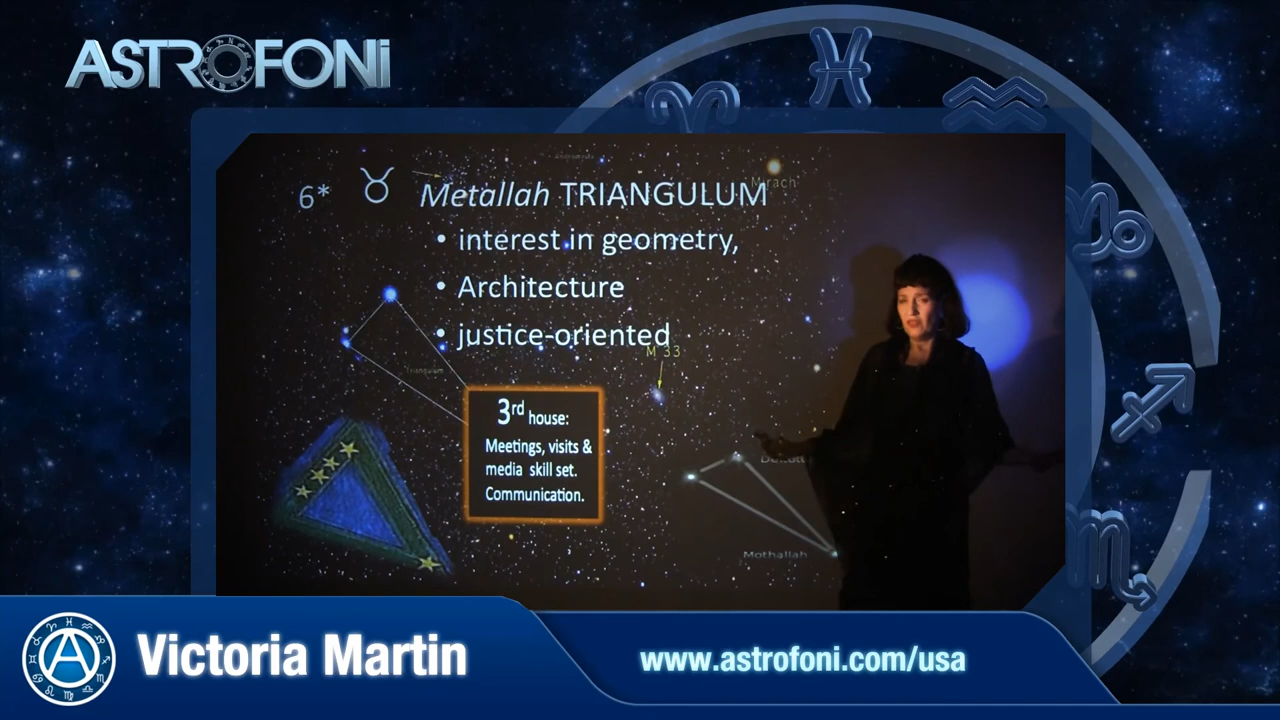 ASTROFONi
Andromeda
Mirach
6* ♉ Metallah TRIANGULUM
• interest in geometry,
• Architecture
• justice-oriented
M 33
Triangulum
3rd house:
Meetings, visits &
media skill set.
Communication.
Mothallah
Victoria Martin
www.astrofoni.com/usa